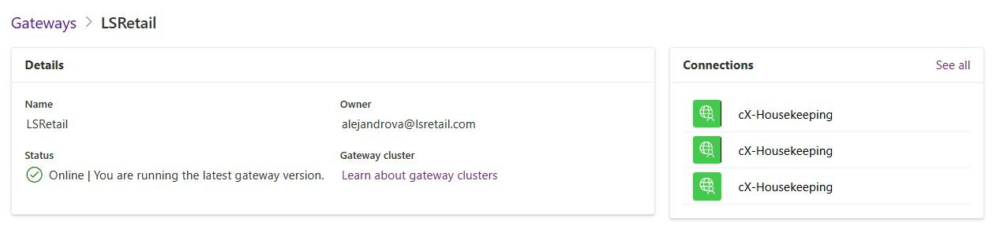 Gateways > LSRetail
Details
Name
LSRetail
Owner
alejandrova@lsretail.com
Status
Online | You are running the latest gateway version.
Gateway cluster
Learn about gateway clusters
Connections
See all
cX-Housekeeping
cX-Housekeeping
cX-Housekeeping